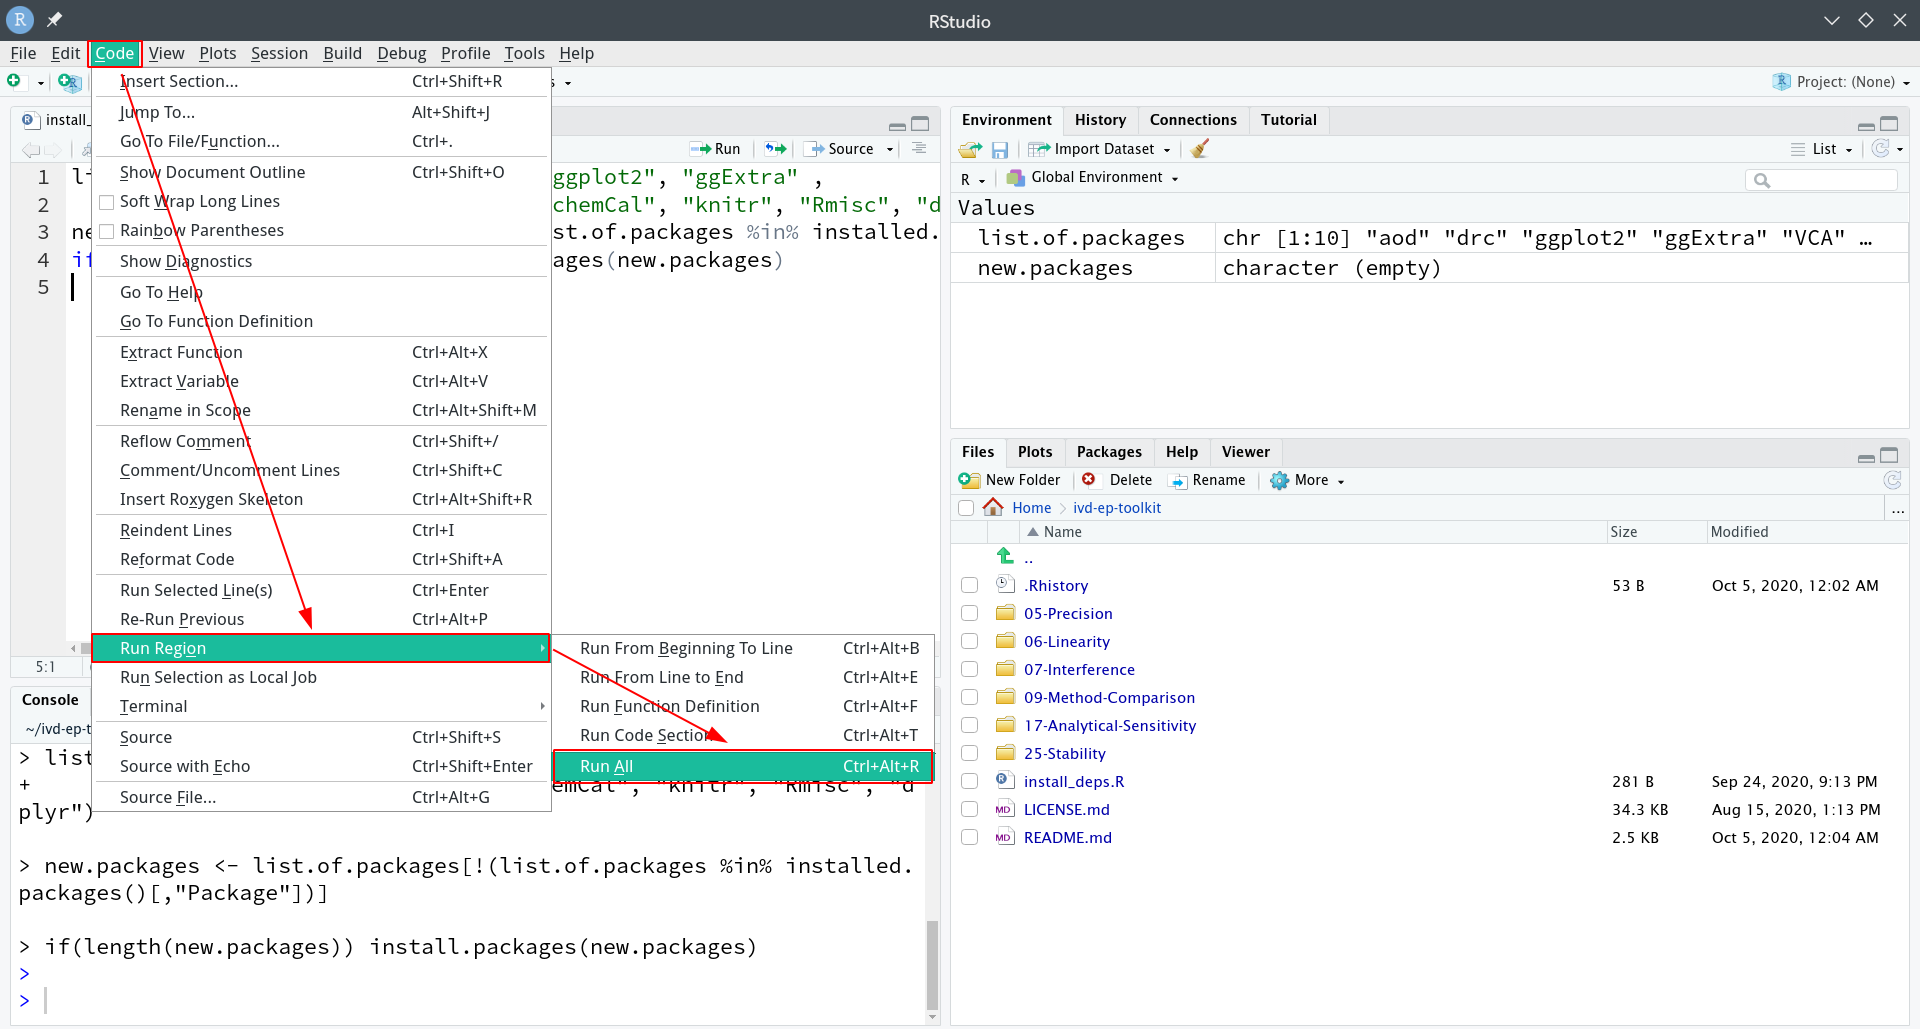 RStudio
File Edit Code View Plots Session Build Debug Profile Tools Help
Project: (None)
install_
Run
Source
1
2
3
4
5
"ggExtra" ,
chemCal", "knitr", "Rmisc", "d
st.of.packages %in% installed.
ages(new.packages)
if
5:1
Insert Section... Ctrl+Shift+R
Jump To... Alt+Shift+J
Go To File/Function... Ctrl+.
Show Document Outline Ctrl+Shift+O
Soft Wrap Long Lines
Rainbow Parentheses
Show Diagnostics
Go To Help
Go To Function Definition
Extract Function Ctrl+Alt+X
Extract Variable Ctrl+Alt+V
Rename in Scope Ctrl+Alt+Shift+M
Reflow Comment Ctrl+Shift+/
Comment/Uncomment Lines Ctrl+Shift+C
Insert Roxygen Skeleton Ctrl+Alt+Shift+R
Reindent Lines Ctrl+I
Reformat Code Ctrl+Shift+A
Run Selected Line(s) Ctrl+Enter
Re-Run Previous Ctrl+Alt+P
Run Region
Run Selection as Local Job
Terminal
Source Ctrl+Shift+S
Source with Echo Ctrl+Shift+Enter
Source File... Ctrl+Alt+G
Run From Beginning To Line Ctrl+Alt+B
Run From Line to End Ctrl+Alt+E
Run Function Definition Ctrl+Alt+F
Run Code Section Ctrl+Alt+T
Run All Ctrl+Alt+R
Console
~/ivd-ep-t
> list
+ emCal", "knitr", "Rmisc", "d
plyr")
> new.packages <- list.of.packages[!(list.of.packages %in% installed.
packages()[,"Package"])]
> if(length(new.packages)) install.packages(new.packages)
>
>
Environment History Connections Tutorial
Import Dataset List
R Global Environment
Values
list.of.packages chr [1:10] "aod" "drc" "ggplot2" "ggExtra" "VCA" …
new.packages character (empty)
Files Plots Packages Help Viewer
New Folder Delete Rename More
Home ivd-ep-toolkit ...
Name Size Modified
..
.Rhistory 53 B Oct 5, 2020, 12:02 AM
05-Precision
06-Linearity
07-Interference
09-Method-Comparison
17-Analytical-Sensitivity
25-Stability
install_deps.R 281 B Sep 24, 2020, 9:13 PM
LICENSE.md 34.3 KB Aug 15, 2020, 1:13 PM
README.md 2.5 KB Oct 5, 2020, 12:04 AM